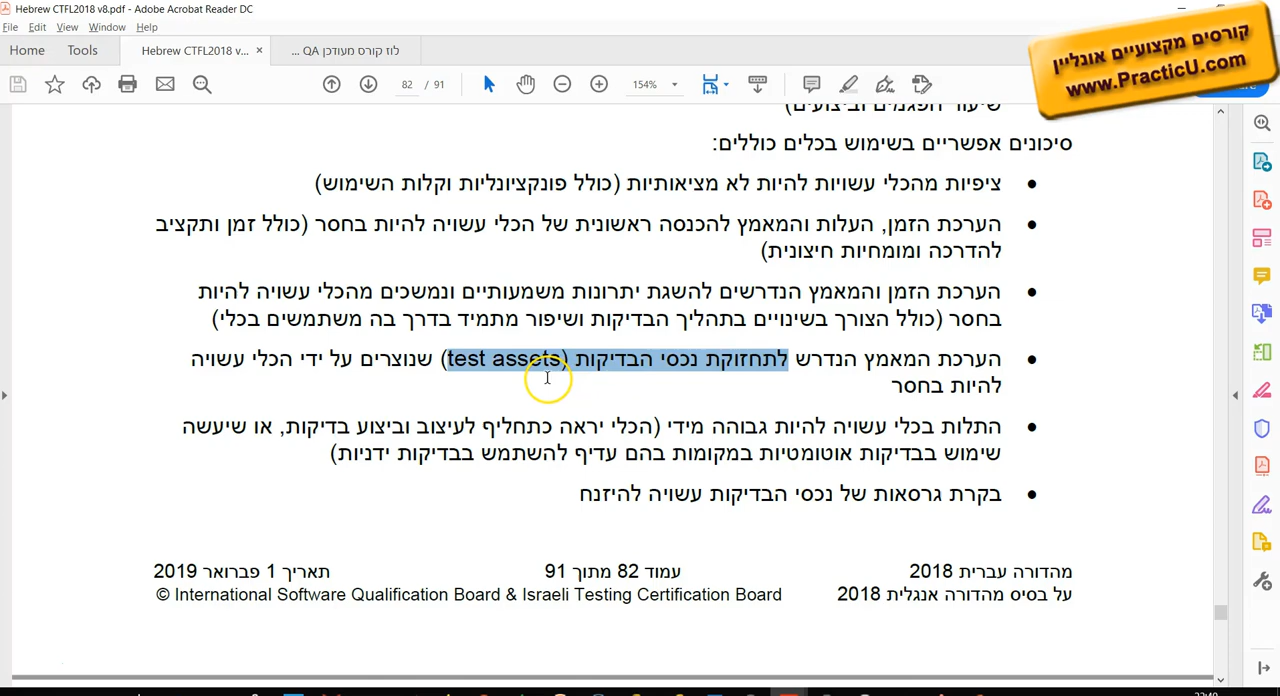 Hebrew CTFL2018 v8.pdf - Adobe Acrobat Reader DC
File Edit View Window Help
Home Tools Hebrew CTFL2018 v... × לוז קורס מעודכן QA ...
82 / 91 154%
קורסים מקצועיים אונליין
www.PracticU.com
שיעור הפגמים וביצועים)
סיכונים אפשריים בשימוש בכלים כוללים:
• ציפיות מהכלי עשויות להיות לא מציאותיות (כולל פונקציונליות וקלות השימוש)
• הערכת הזמן, העלות והמאמץ להכנסה ראשונית של הכלי עשויה להיות בחסר (כולל זמן ותקציב
להדרכה ומומחיות חיצונית)
• הערכת הזמן והמאמץ הנדרשים להשגת יתרונות משמעותיים ונמשכים מהכלי עשויה להיות
בחסר (כולל הצורך בשינויים בתהליך הבדיקות ושיפור מתמיד בדרך בה משתמשים בכלי)
• הערכת המאמץ הנדרש לתחזוקת נכסי הבדיקות (test assets) שנוצרים על ידי הכלי עשויה
להיות בחסר
• התלות בכלי עשויה להיות גבוהה מידי (הכלי יראה כתחליף לעיצוב וביצוע בדיקות, או שיעשה
שימוש בבדיקות אוטומטיות במקומות בהם עדיף להשתמש בבדיקות ידניות)
• בקרת גרסאות של נכסי הבדיקות עשויה להיזנח
מהדורה עברית 2018 עמוד 82 מתוך 91 תאריך 1 פברואר 2019
על בסיס מהדורה אנגלית 2018 © International Software Qualification Board & Israeli Testing Certification Board